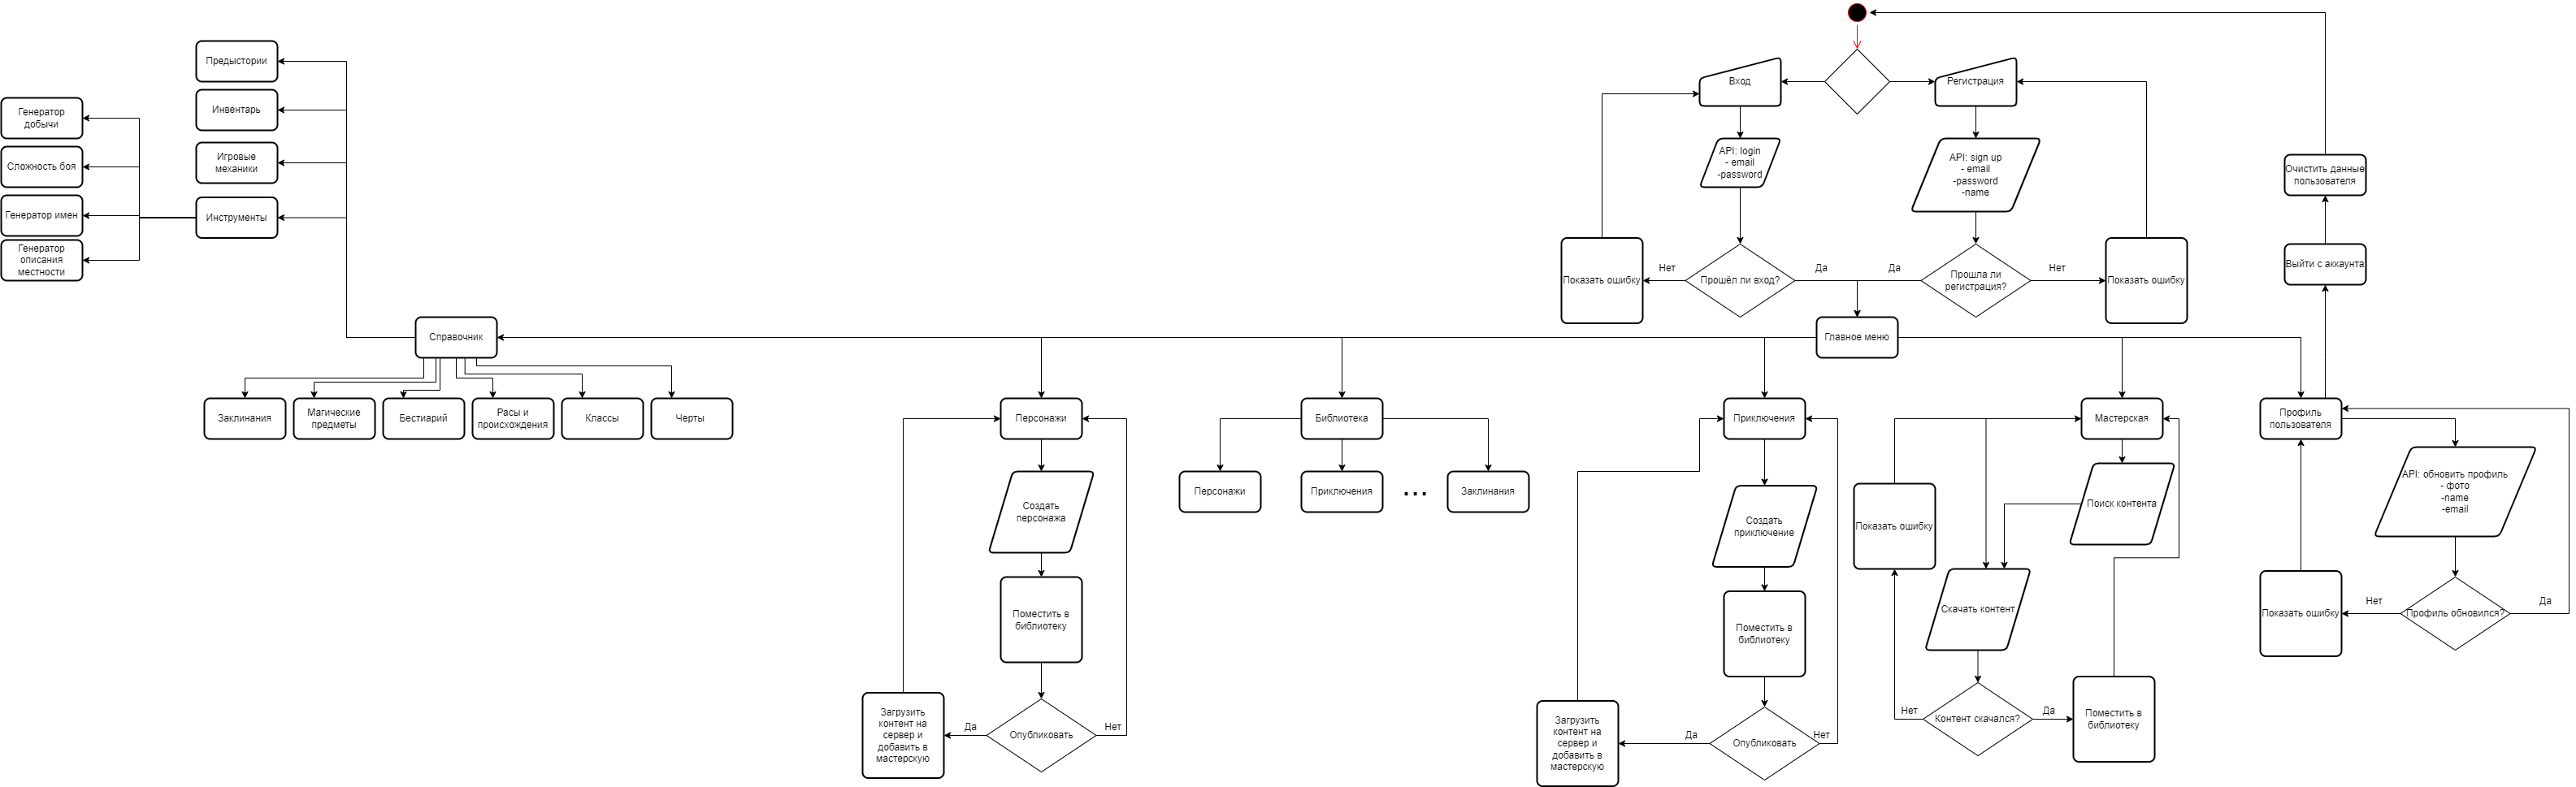 Предыстории
Инвентарь
Игровые
механики
Инструменты
Генератор
добычи
Сложность боя
Генератор имен
Генератор
описания
местности
Вход
Регистрация
API: login
- email
-password
API: sign up
- email
-password
-name
Показать ошибку
Нет
Прошёл ли вход?
Да
Да
Прошла ли
регистрация?
Нет
Показать ошибку
Очистить данные
пользователя
Выйти с аккаунта
Справочник
Главное меню
Заклинания
Магические
предметы
Бестиарий
Расы и
происхождения
Классы
Черты
Персонажи
Создать
персонажа
Поместить в
библиотеку
Опубликовать
Да
Нет
Загрузить
контент на
сервер и
добавить в
мастерскую
Библиотека
Персонажи
Приключения
...
Заклинания
Приключения
Создать
приключение
Поместить в
библиотеку
Опубликовать
Да
Нет
Загрузить
контент на
сервер и
добавить в
мастерскую
Мастерская
Поиск контента
Показать ошибку
Скачать контент
Нет
Контент скачался?
Да
Поместить в
библиотеку
Профиль
пользователя
API: обновить профиль
- фото
-name
-email
Показать ошибку
Нет
Профиль обновился?
Да